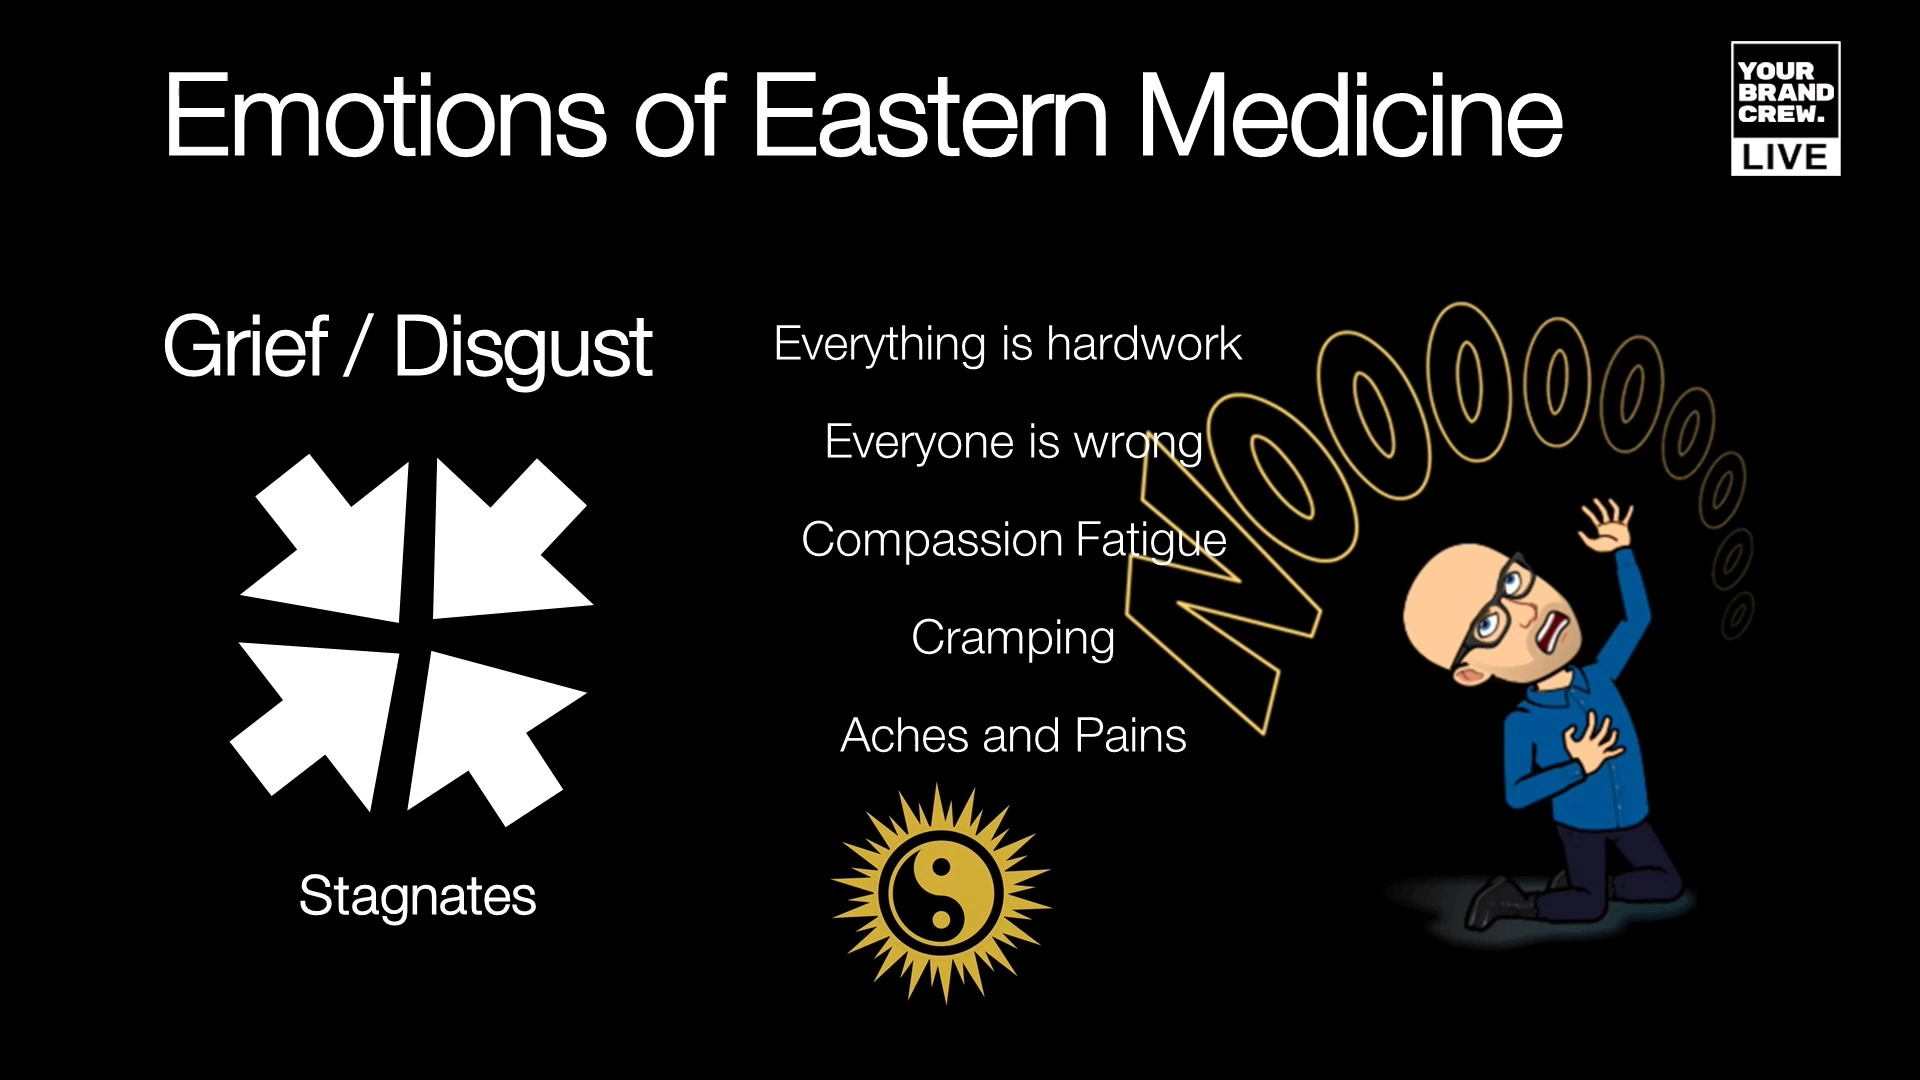 Emotions of Eastern Medicine
YOUR
BRAND
CREW.
LIVE
Grief / Disgust
Everything is hardwork
Everyone is wrong
Compassion Fatigue
Cramping
Aches and Pains
NOOOOOOOOO
Stagnates